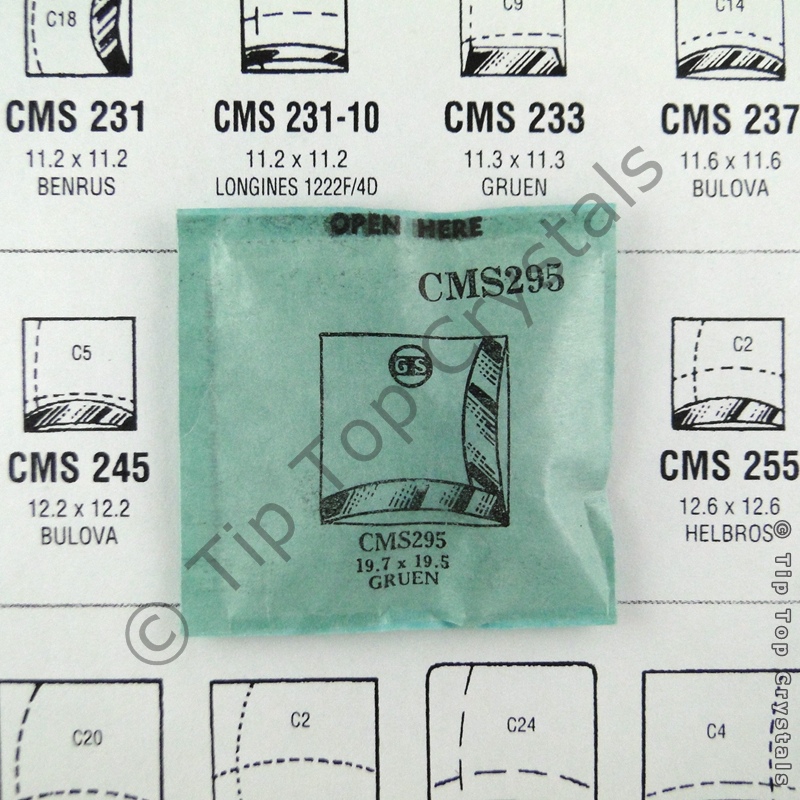 C18
C9
C14
CMS 231
CMS 231-10
CMS 233
CMS 237
11.2 x 11.2
11.2 x 11.2
11.3 x 11.3
11.6 x 11.6
BENRUS
LONGINES 1222F/4D
GRUEN
BULOVA
OPEN HERE
CMS295
GS
CMS295
19.7 x 19.5
GRUEN
C5
CMS 245
12.2 x 12.2
BULOVA
C2
CMS 255
12.6 x 12.6
HELBROS
C20
C2
C24
C4
© Tip Top Crystals
© Tip Top Crystals